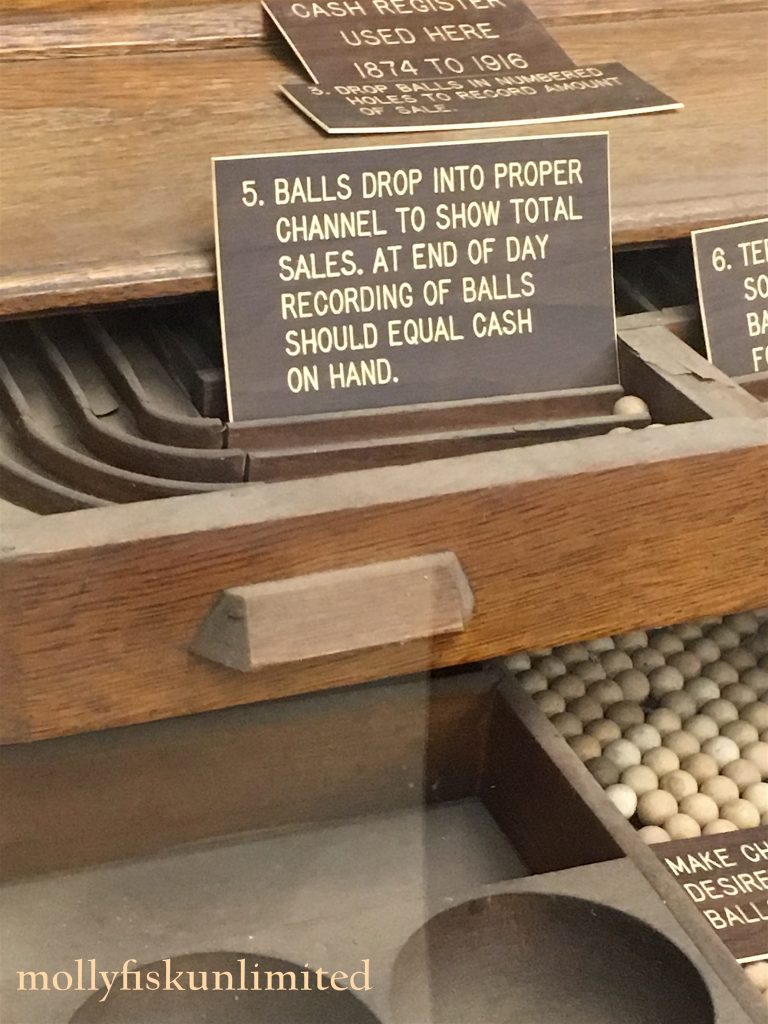 CASH REGISTER
USED HERE
1874 TO 1916
3. DROP BALLS IN NUMBERED
HOLES TO RECORD AMOUNT
OF SALE.
5. BALLS DROP INTO PROPER
CHANNEL TO SHOW TOTAL
SALES. AT END OF DAY
RECORDING OF BALLS
SHOULD EQUAL CASH
ON HAND.
6.
MAKE
DESIRE
BALL
mollyfiskunlimited